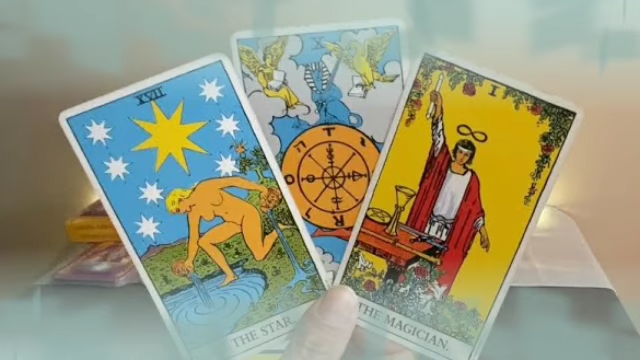 XVII
THE STAR.
X
T
A
R
O
I
THE MAGICIAN.